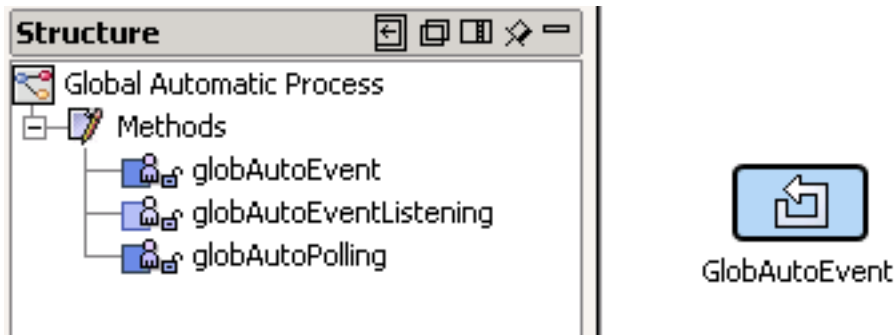 Structure
Global Automatic Process
Methods
globAutoEvent
globAutoEventListening
globAutoPolling
GlobAutoEvent